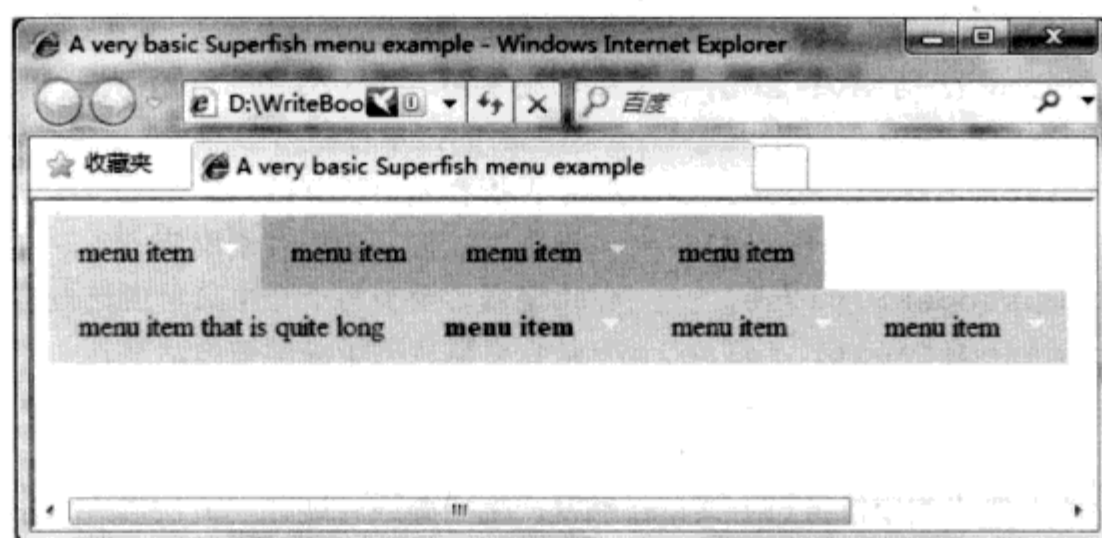 A very basic Superfish menu example - Windows Internet Explorer
D:\WriteBoo 百度
收藏夹 A very basic Superfish menu example
menu item menu item menu item menu item
menu item that is quite long menu item menu item menu item